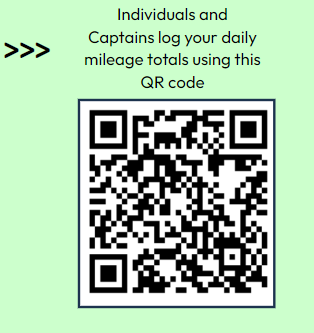 Individuals and
>>> Captains log your daily
mileage totals using this
QR code